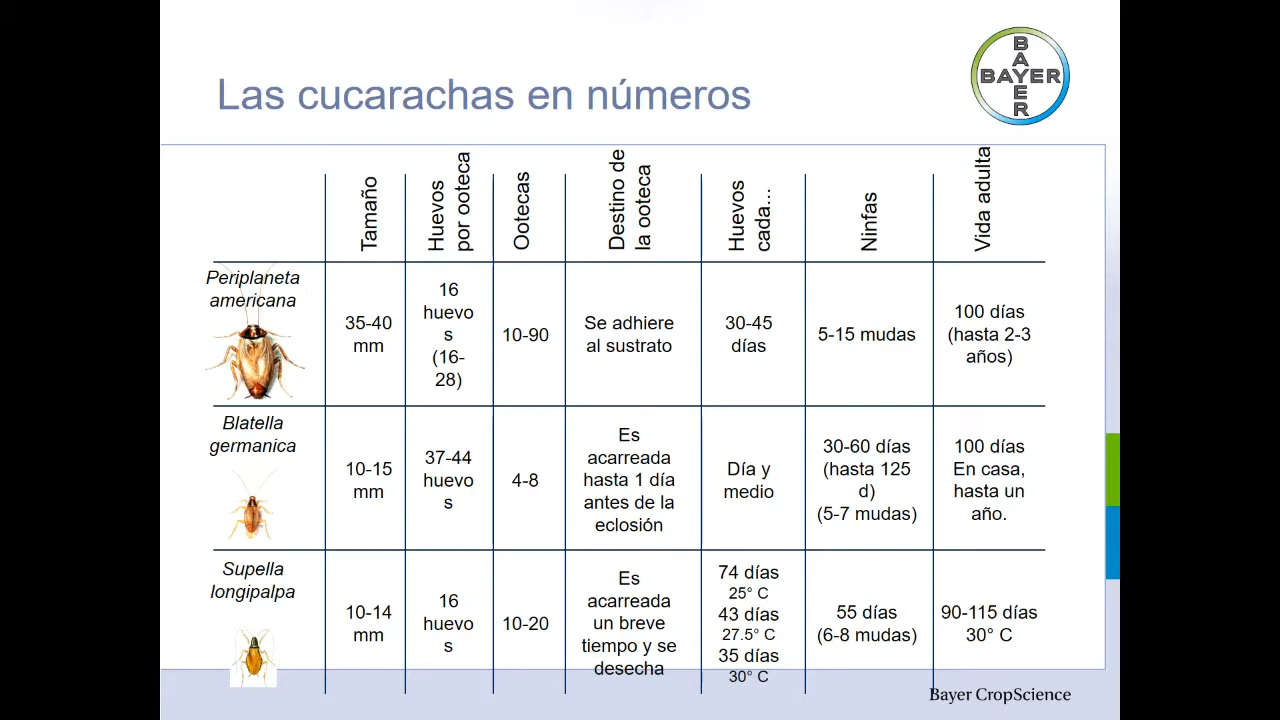 Las cucarachas en números
BAYER
BAYER
Tamaño
Huevos
por ooteca
Ootecas
Destino de
la ooteca
Huevos
cada...
Ninfas
Vida adulta
Periplaneta
americana
35-40
mm
16
huevo
s
(16-
28)
10-90
Se adhiere
al sustrato
30-45
días
5-15 mudas
100 días
(hasta 2-3
años)
Blatella
germanica
10-15
mm
37-44
huevo
s
4-8
Es
acarreada
hasta 1 día
antes de la
eclosión
Día y
medio
30-60 días
(hasta 125
d)
(5-7 mudas)
100 días
En casa,
hasta un
año.
Supella
longipalpa
10-14
mm
16
huevo
s
10-20
Es
acarreada
un breve
tiempo y se
desecha
74 días
25° C
43 días
27.5° C
35 días
30° C
55 días
(6-8 mudas)
90-115 días
30° C
Bayer CropScience